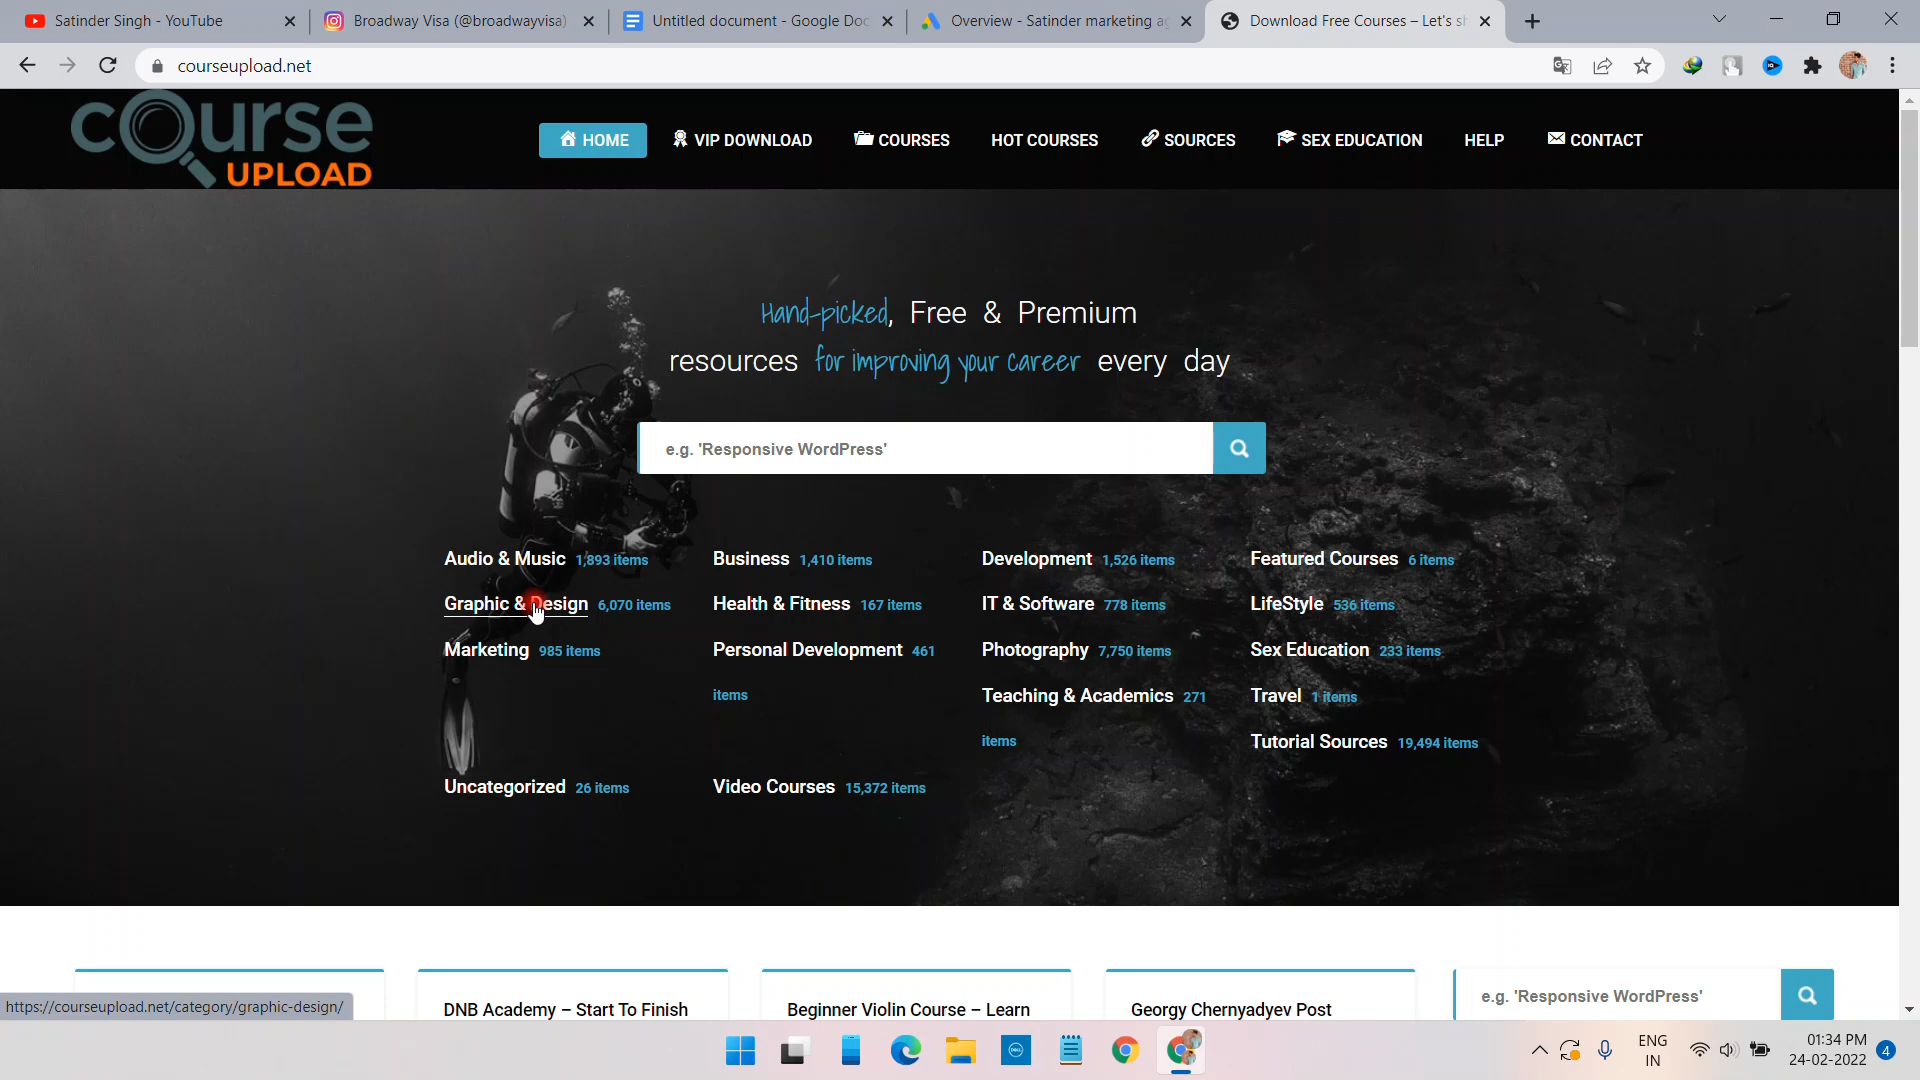 Satinder Singh - YouTube
Broadway Visa (@broadwayvisa)
Untitled document - Google Doc
Overview - Satinder marketing ag
Download Free Courses – Let's sh
courseupload.net
course
UPLOAD
HOME
VIP DOWNLOAD
COURSES
HOT COURSES
SOURCES
SEX EDUCATION
HELP
CONTACT
Hand-picked, Free & Premium
resources for improving your career every day
e.g. 'Responsive WordPress'
Audio & Music 1,893 items
Business 1,410 items
Development 1,526 items
Featured Courses 6 items
Graphic & Design 6,070 items
Health & Fitness 167 items
IT & Software 778 items
LifeStyle 536 items
Marketing 985 items
Personal Development 461
items
Photography 7,750 items
Sex Education 233 items
Teaching & Academics 271
items
Travel 1 items
Tutorial Sources 19,494 items
Uncategorized 26 items
Video Courses 15,372 items
DNB Academy – Start To Finish
Beginner Violin Course – Learn
Georgy Chernyadyev Post
e.g. 'Responsive WordPress'
https://courseupload.net/category/graphic-design/
DELL
ENG
IN
01:34 PM
24-02-2022
4